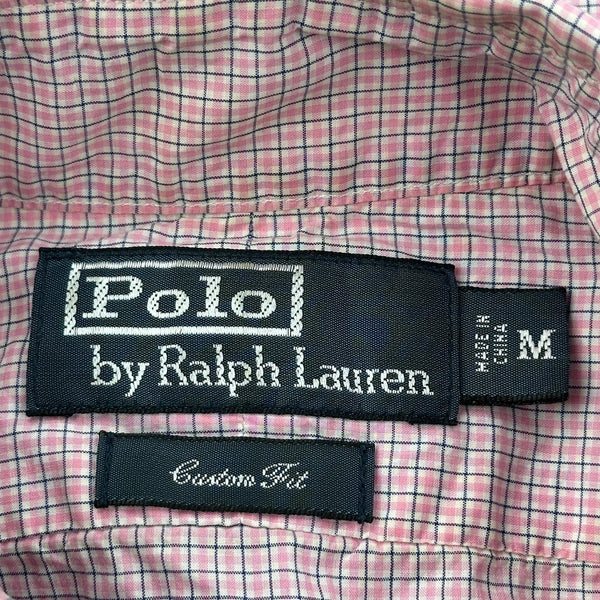 Polo
by Ralph Lauren
MADE IN
CHINA
M
Custom Fit